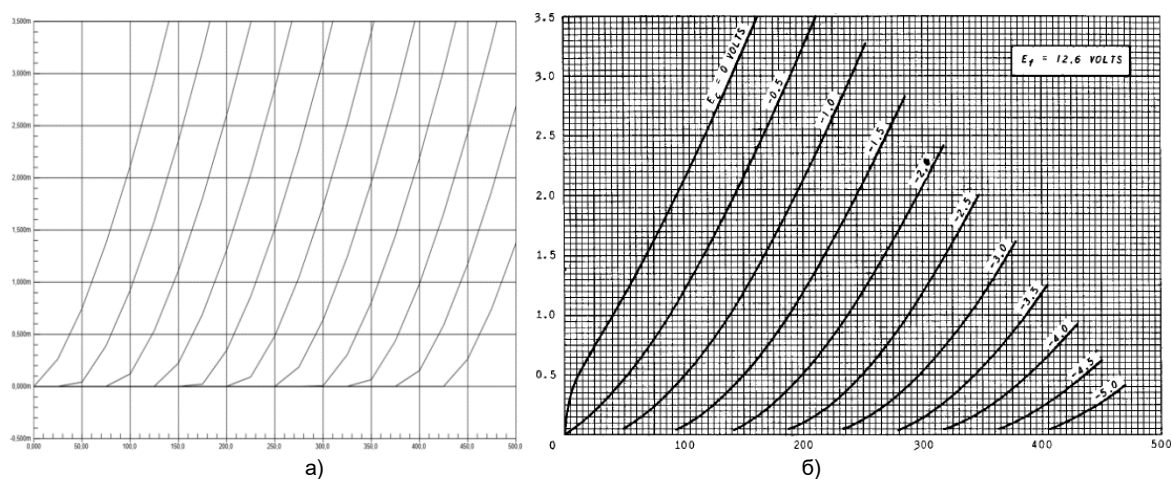 3,500m
3,000m
2,500m
2,000m
1,500m
1,000m
0,500m
0,000m
-0,500m
0,000 50,00 100,0 150,0 200,0 250,0 300,0 350,0 400,0 450,0 500,0
а)
3.5
3.0
2.5
2.0
1.5
1.0
0.5
0
100 200 300 400 500
Ec = 0 VOLTS
-0.5
-1.0
-1.5
-2.0
-2.5
-3.0
-3.5
-4.0
-4.5
-5.0
Ef = 12.6 VOLTS
б)